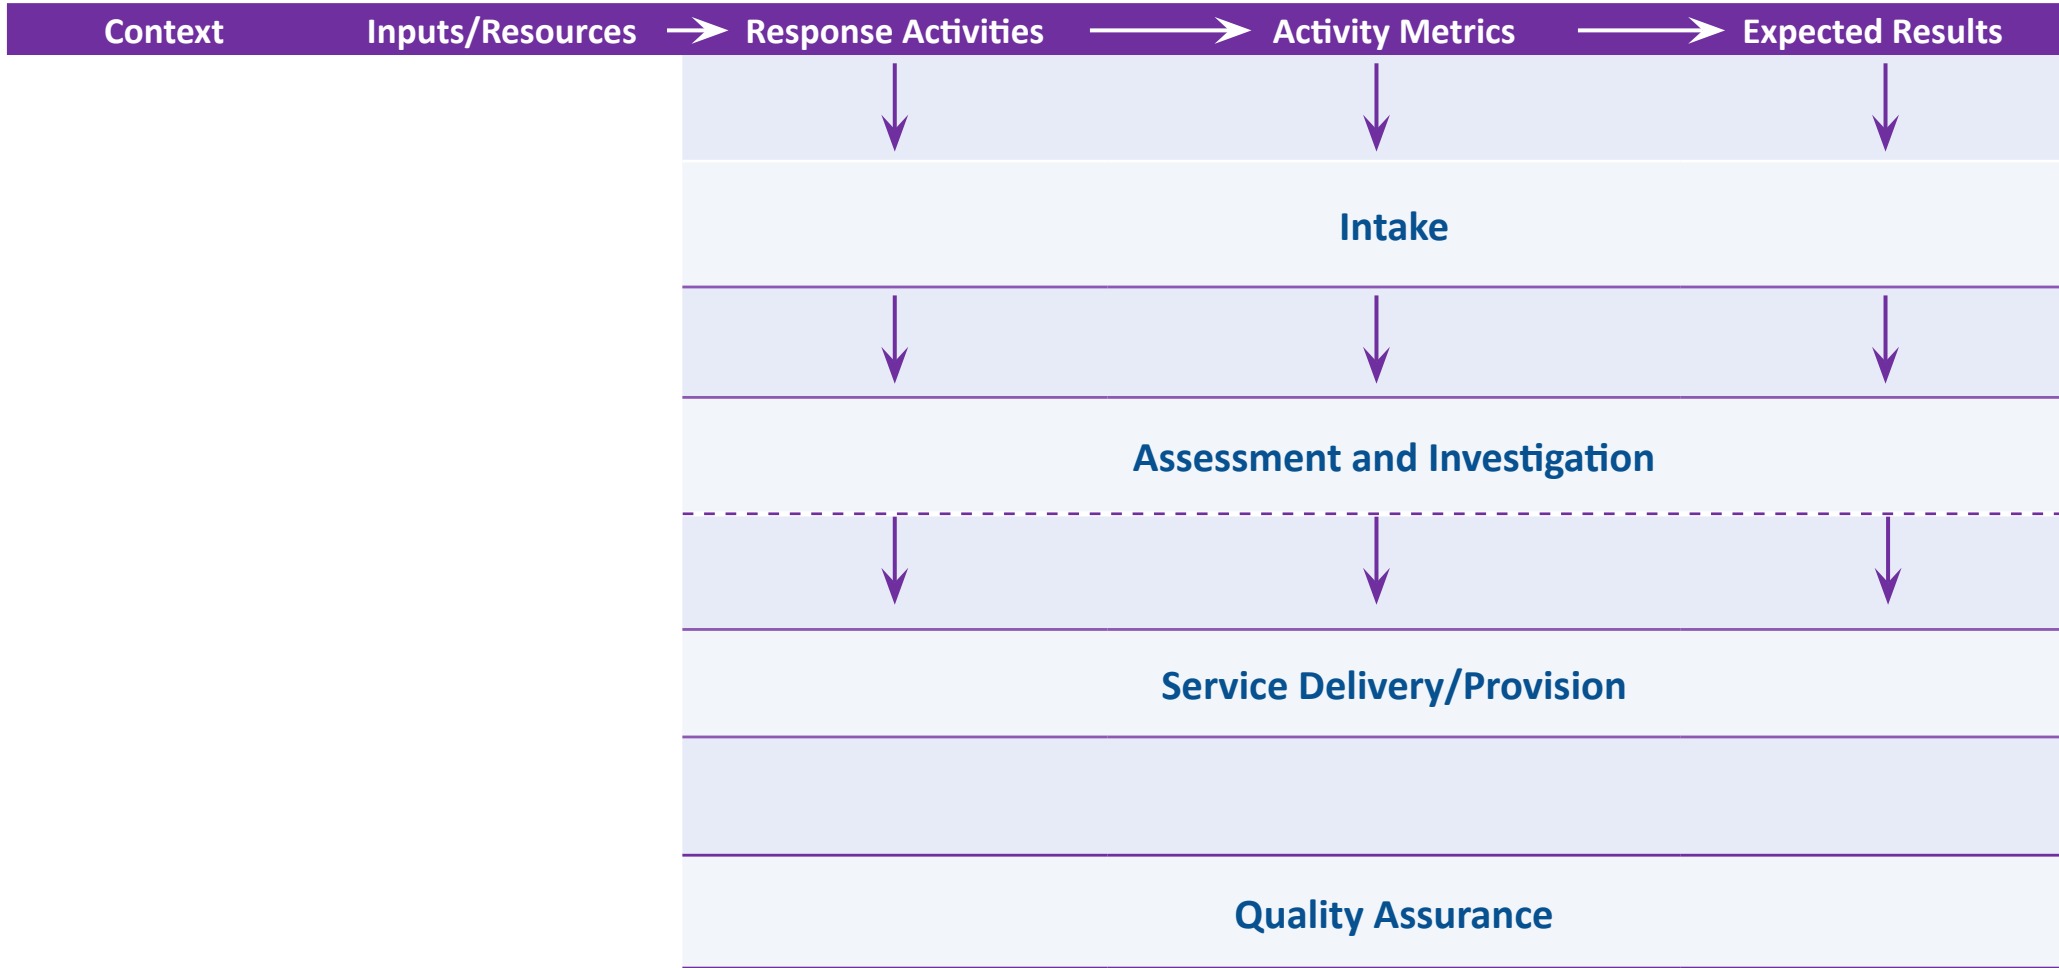 Context Inputs/Resources Response Activities Activity Metrics Expected Results
Intake
Assessment and Investigation
Service Delivery/Provision
Quality Assurance